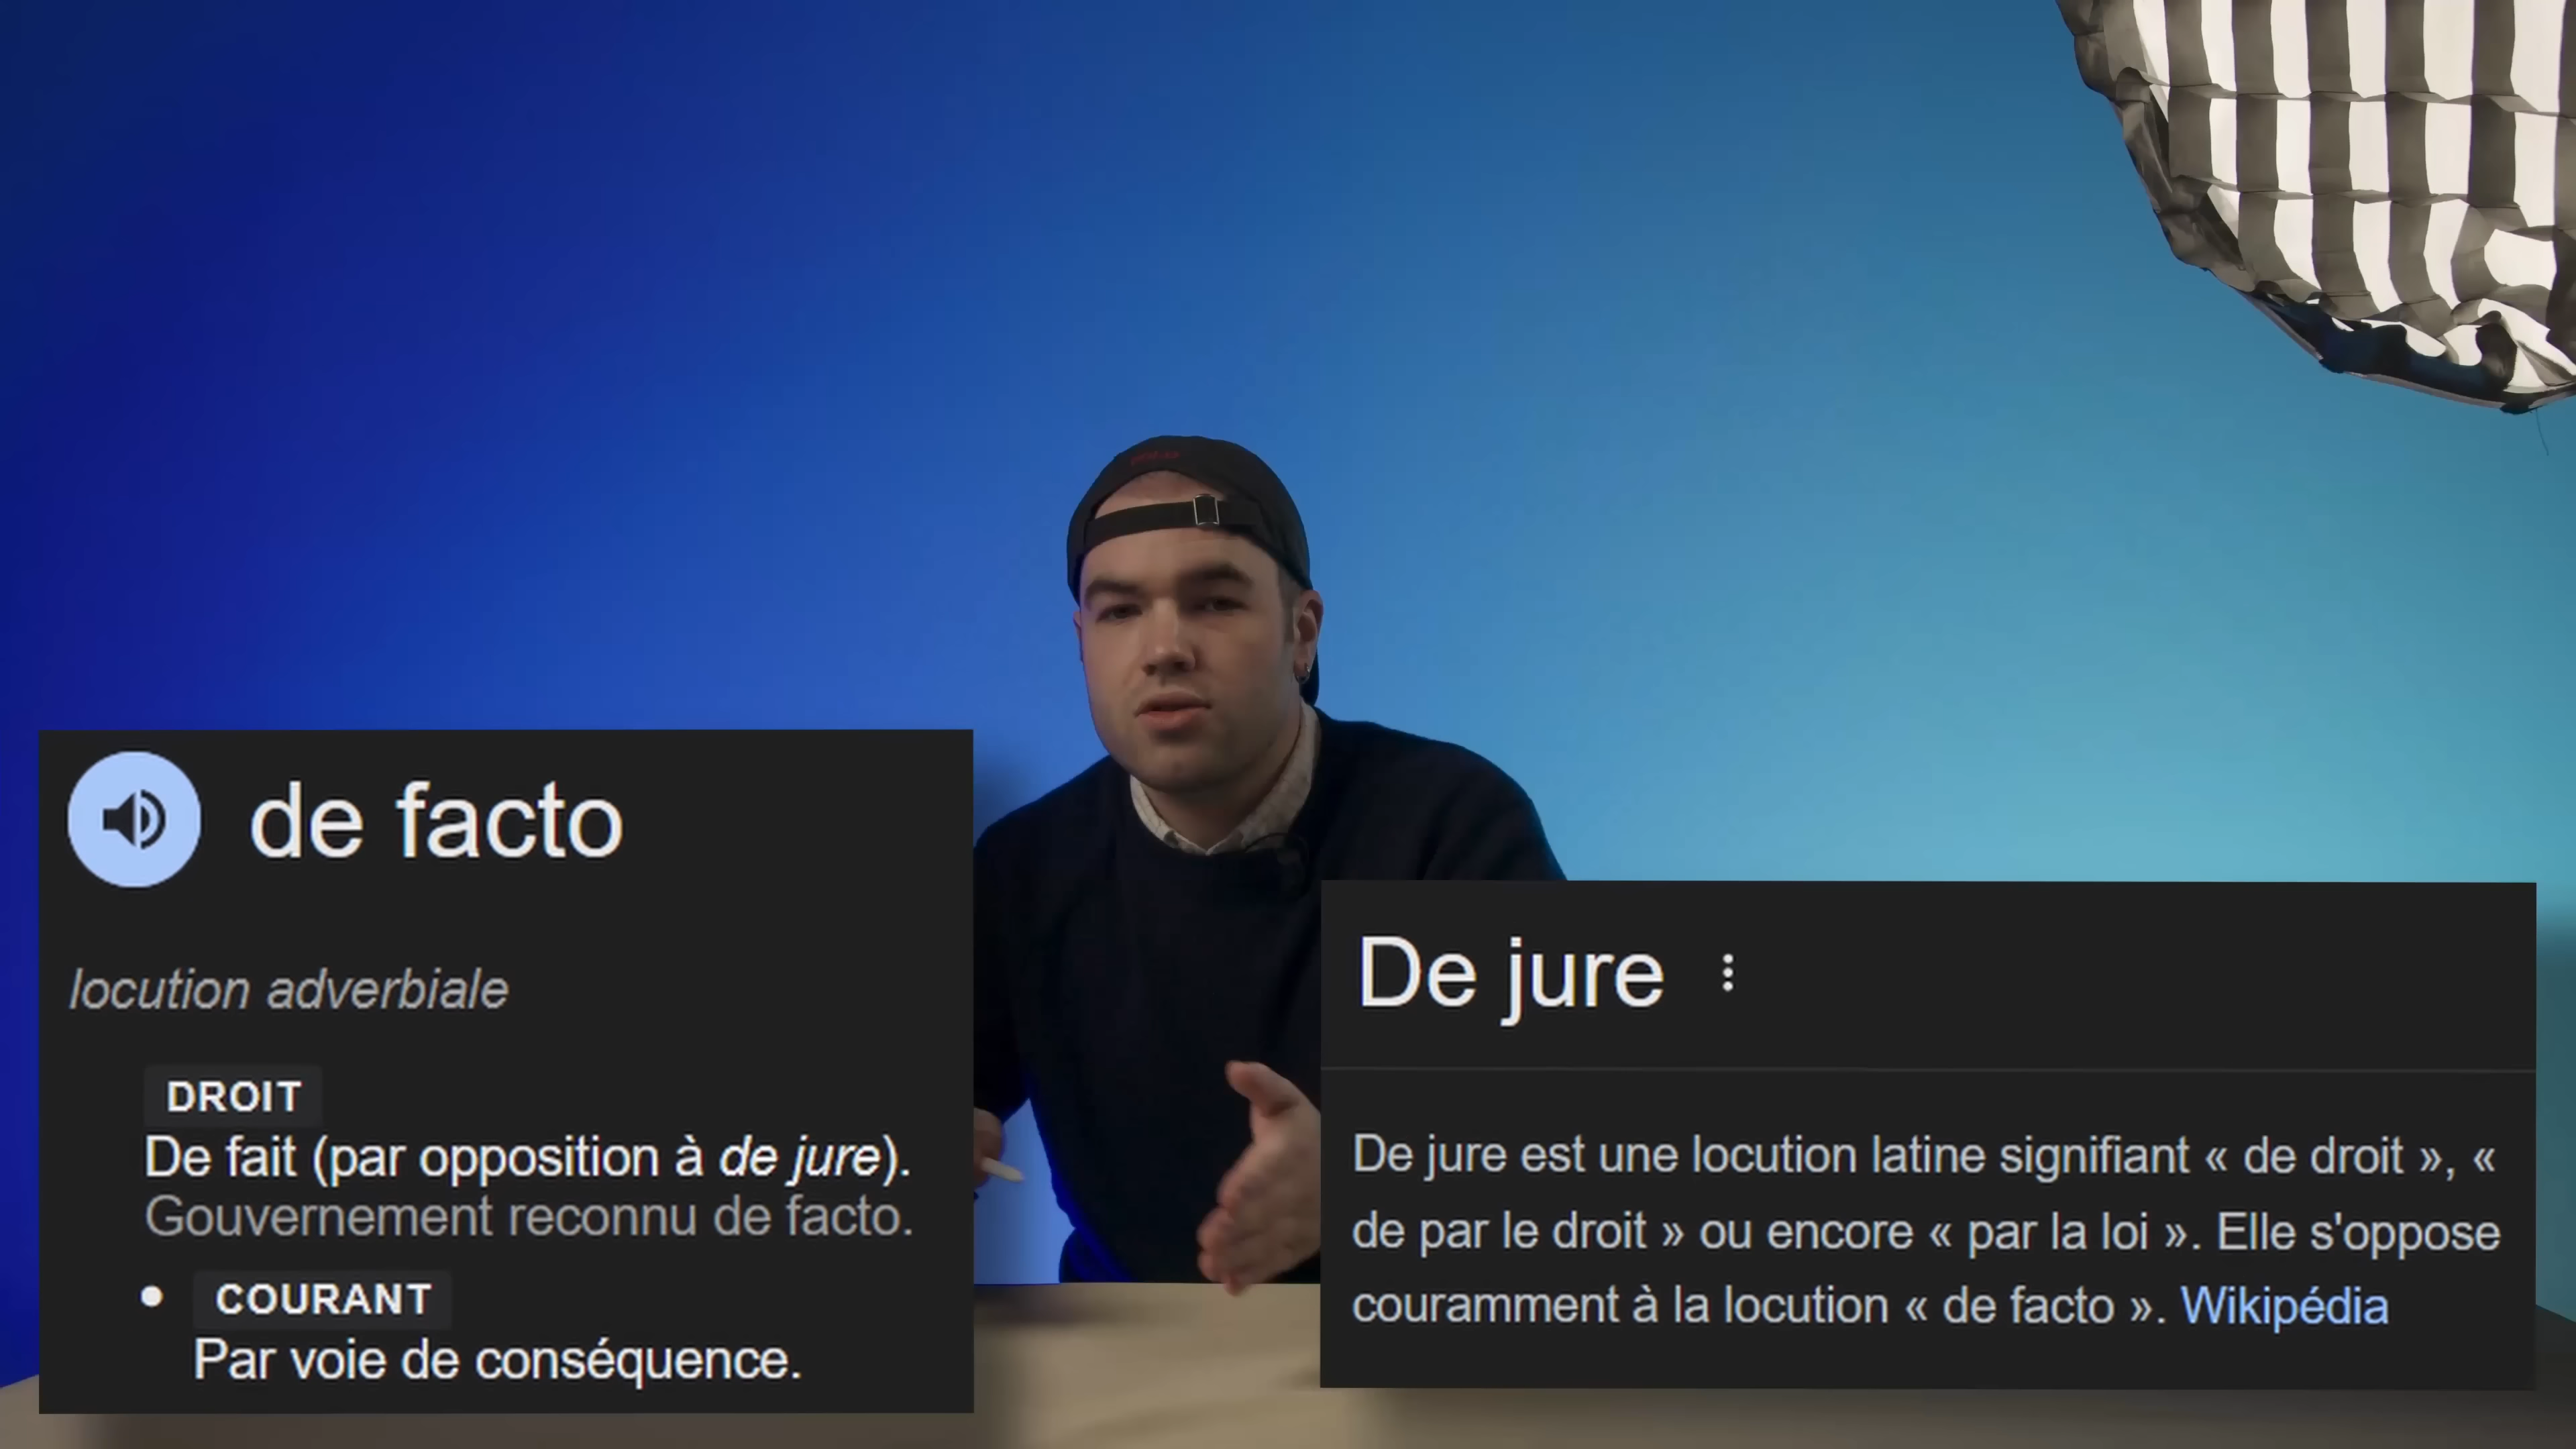 de facto
locution adverbiale
DROIT
De fait (par opposition à de jure).
Gouvernement reconnu de facto.
• COURANT
Par voie de conséquence.
De jure
De jure est une locution latine signifiant « de droit », «
de par le droit » ou encore « par la loi ». Elle s'oppose
couramment à la locution « de facto ». Wikipédia